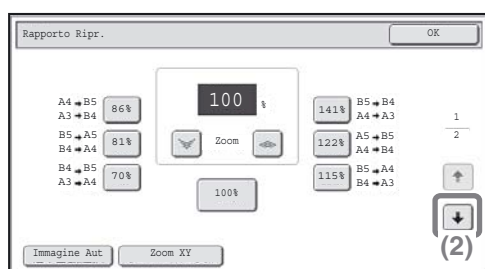 Rapporto Ripr.
OK
A4 → B5
A3 → B4
86%
B5 → A5
B4 → A4
81%
B4 → B5
A3 → A4
70%
100 %
Zoom
100%
141%
B5 → B4
A4 → A3
122%
A5 → B5
A4 → B4
115%
B5 → A4
B4 → A3
1
2
(2)
Immagine Aut
Zoom XY